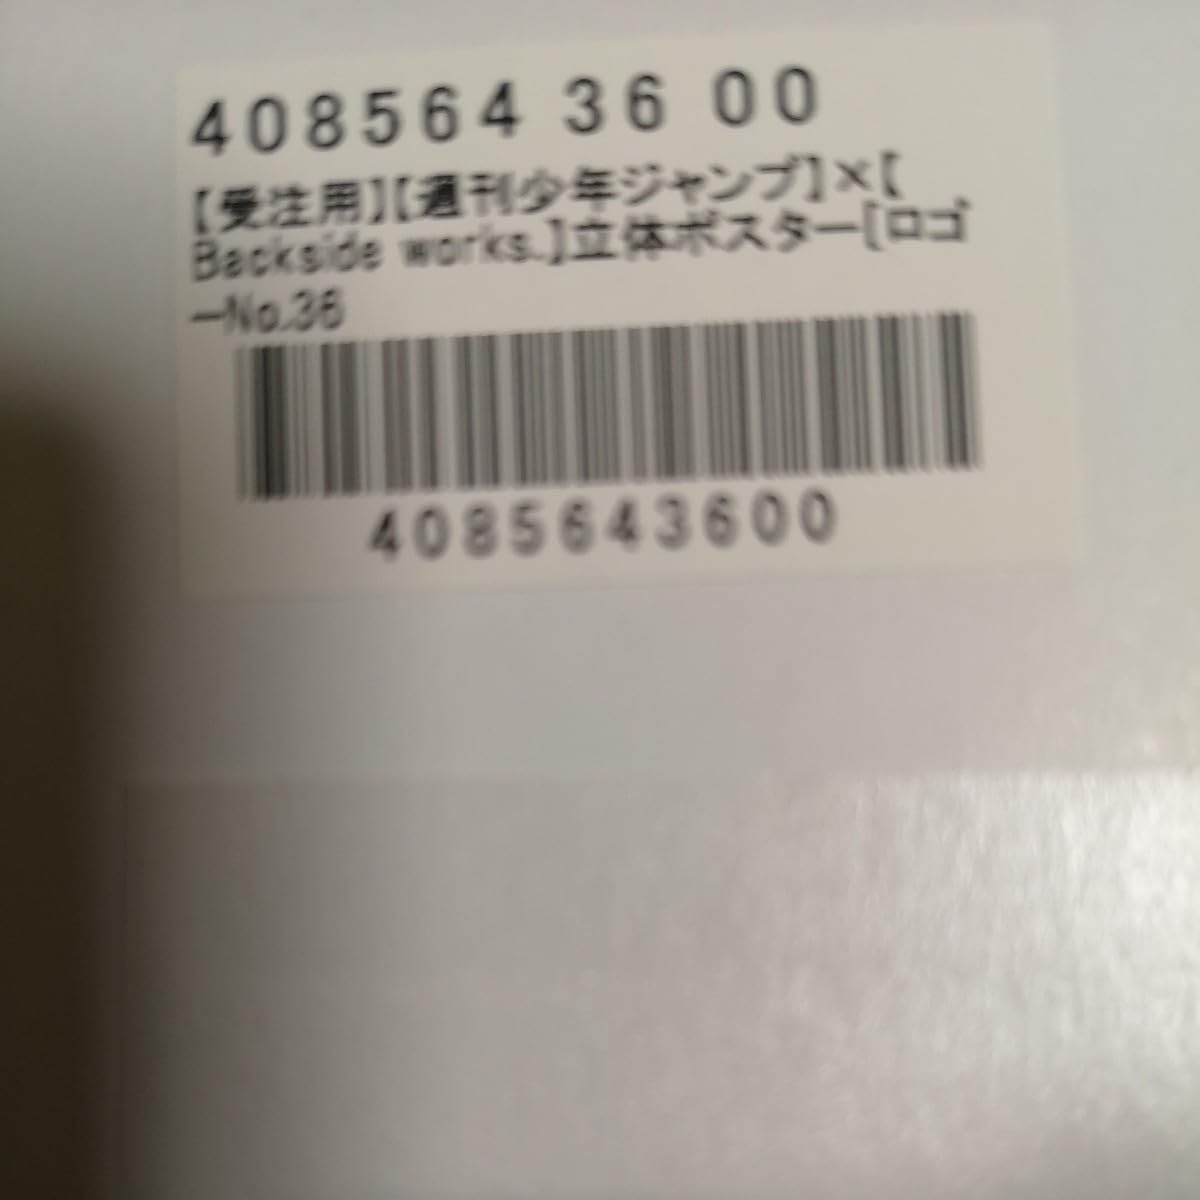 408564 36 00
【受注用】【週刊少年ジャンプ】×【
Backside works.】立体ポスター[ロゴ
ーNo.36
4085643600